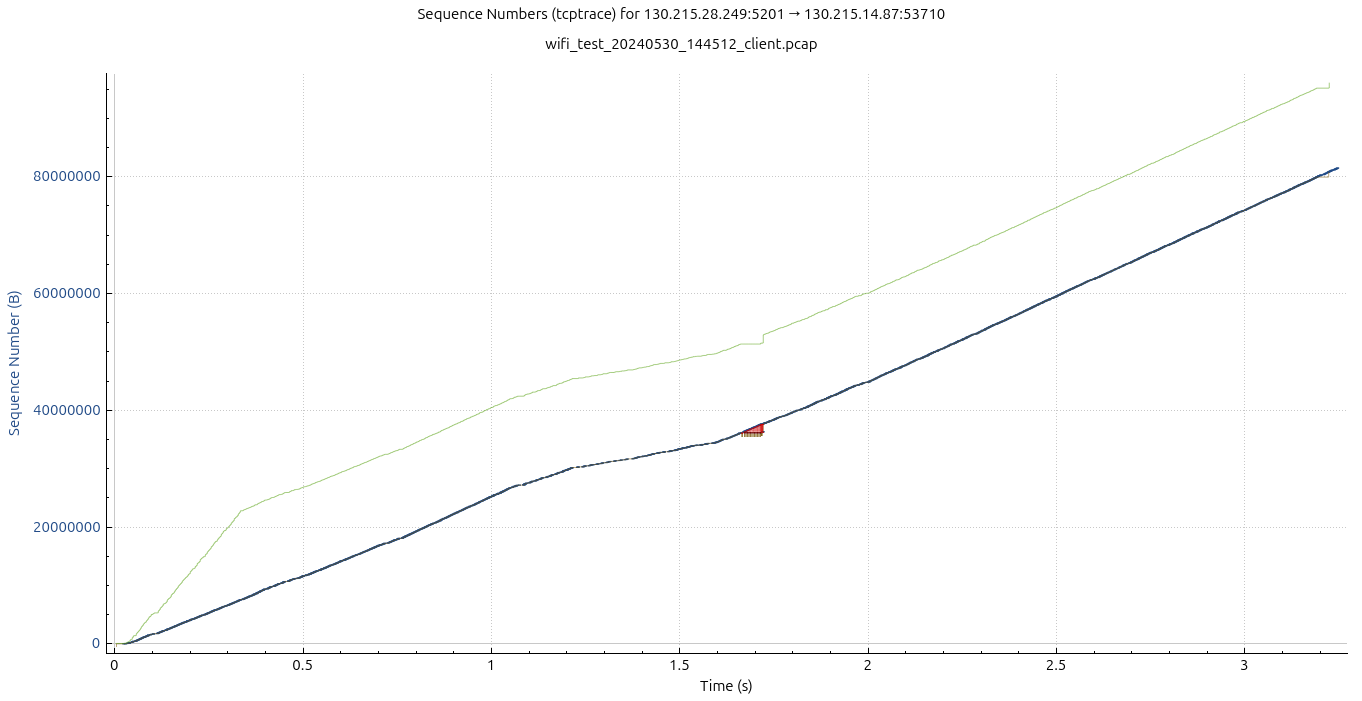 Sequence Numbers (tcptrace) for 130.215.28.249:5201 → 130.215.14.87:53710
wifi_test_20240530_144512_client.pcap
Sequence Number (B)
80000000
60000000
40000000
20000000
0
0 0.5 1 1.5 2 2.5 3
Time (s)